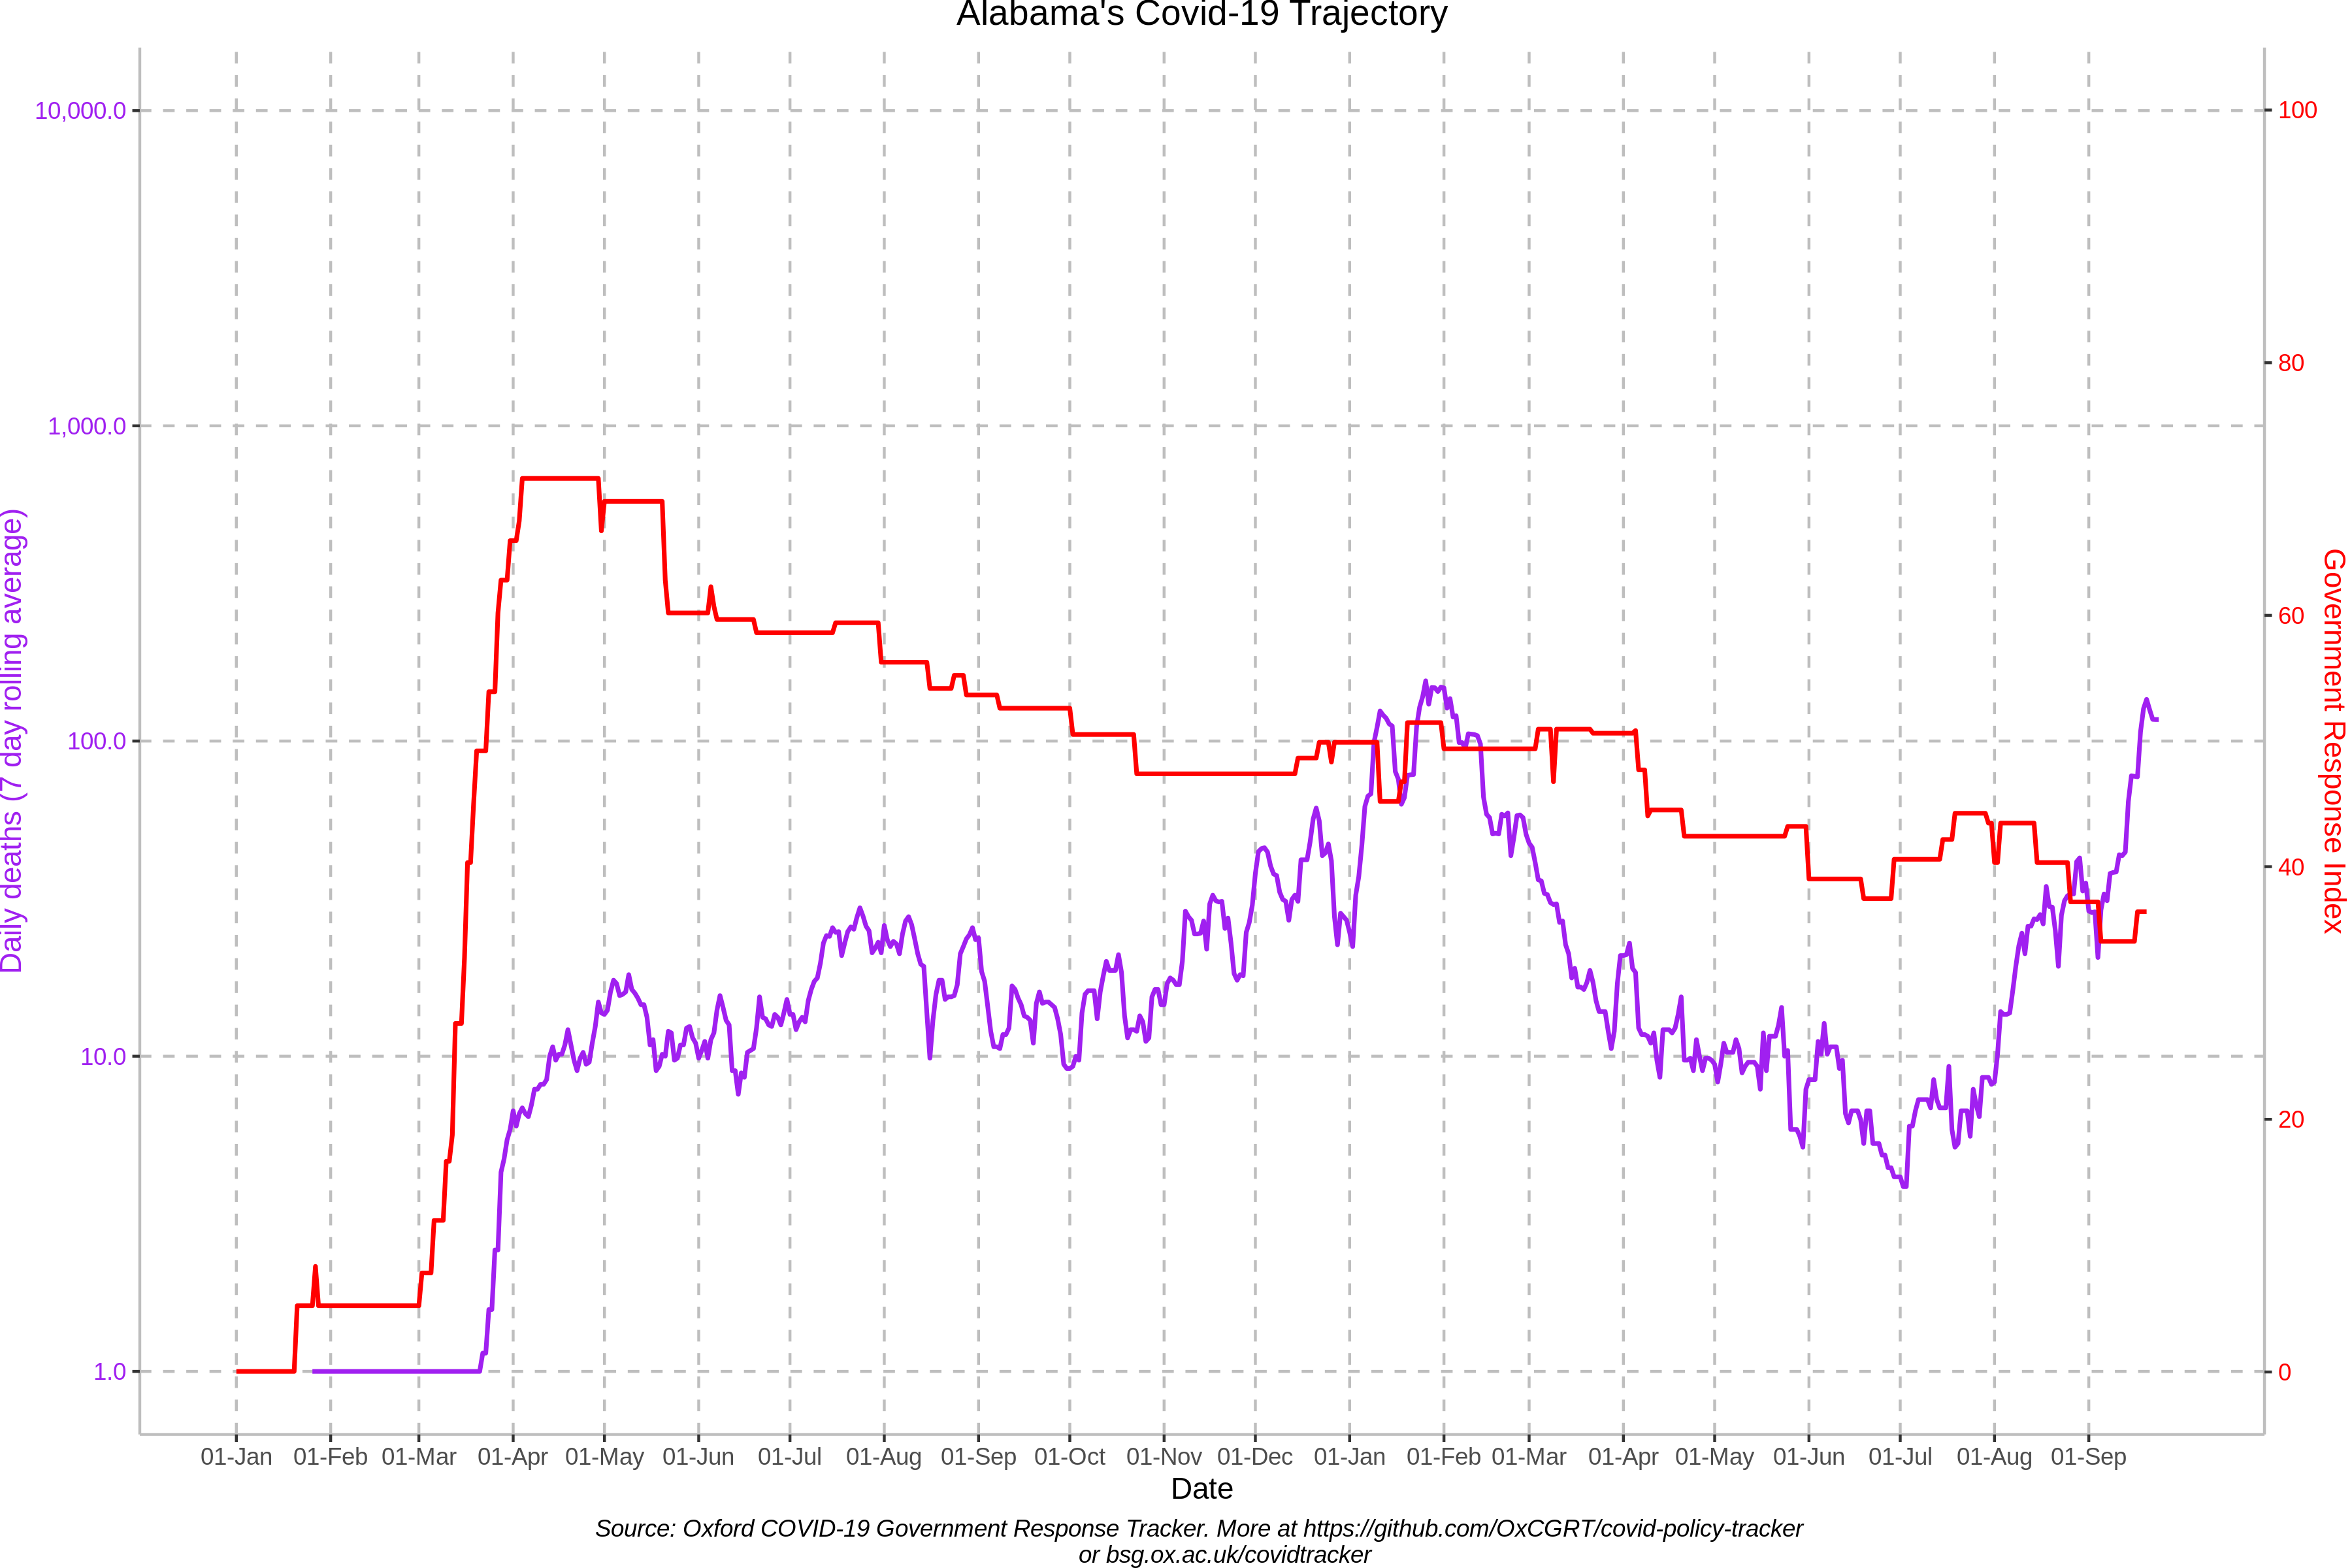 Alabama's Covid-19 Trajectory
10,000.0
1,000.0
100.0
10.0
1.0
Daily deaths (7 day rolling average)
100
80
60
40
20
0
Government Response Index
01-Jan 01-Feb 01-Mar 01-Apr 01-May 01-Jun 01-Jul 01-Aug 01-Sep 01-Oct 01-Nov 01-Dec 01-Jan 01-Feb 01-Mar 01-Apr 01-May 01-Jun 01-Jul 01-Aug 01-Sep
Date
Source: Oxford COVID-19 Government Response Tracker. More at https://github.com/OxCGRT/covid-policy-tracker
or bsg.ox.ac.uk/covidtracker